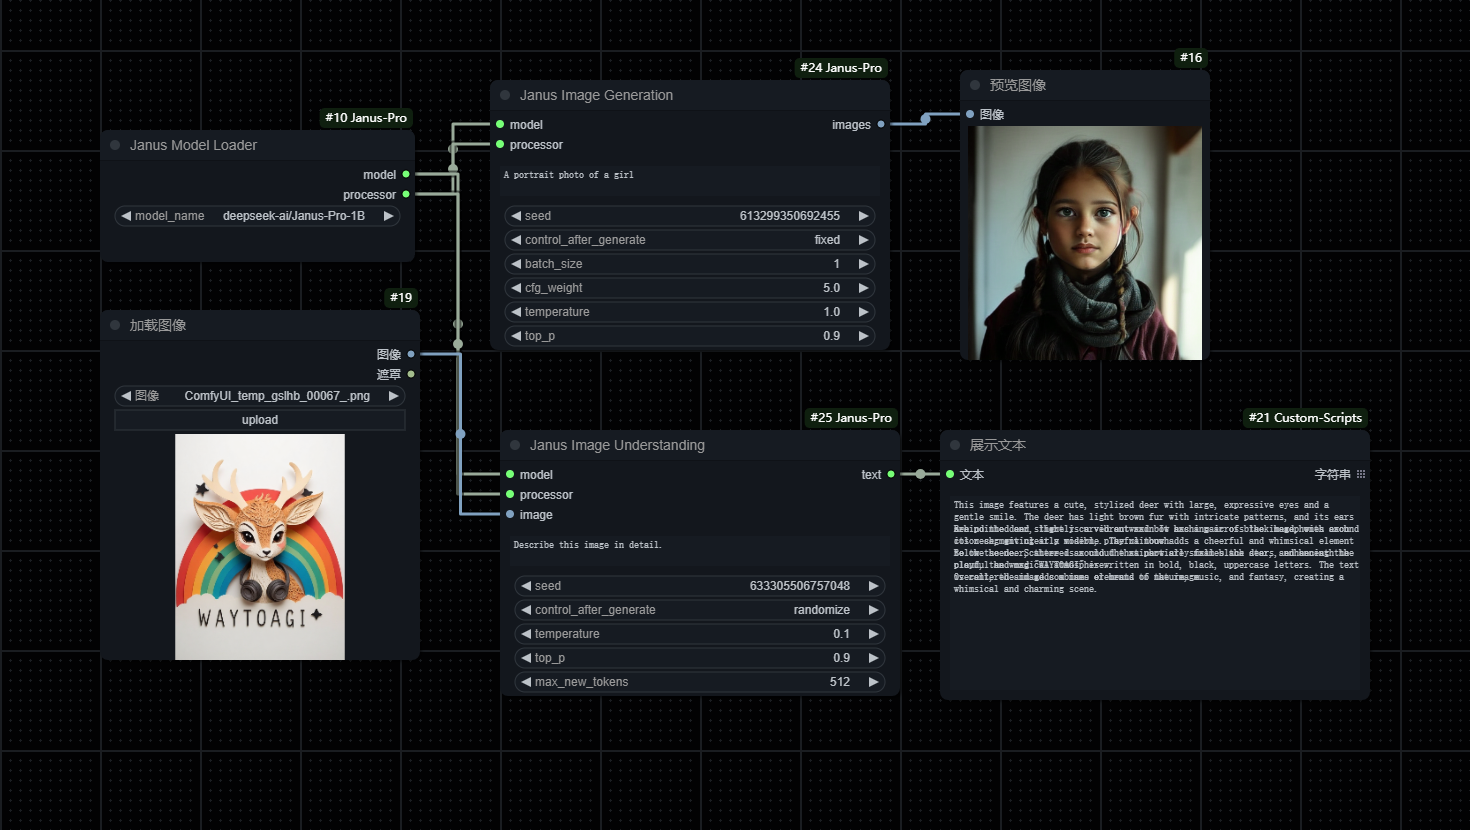 #10 Janus-Pro
Janus Model Loader
model
processor
model_name deepseek-ai/Janus-Pro-1B
#19
加载图像
图像
遮罩
图像 ComfyUI_temp_gslhb_00067_.png
upload
WAYTOAGI
#24 Janus-Pro
Janus Image Generation
model images
processor
A portrait photo of a girl
seed 613299350692455
control_after_generate fixed
batch_size 1
cfg_weight 5.0
temperature 1.0
top_p 0.9
#16
预览图像
图像
#25 Janus-Pro
Janus Image Understanding
model text
processor
image
Describe this image in detail.
seed 633305506757048
control_after_generate randomize
temperature 0.1
top_p 0.9
max_new_tokens 512
#21 Custom-Scripts
展示文本
文本 字符串
This image features a cute, stylized deer with large, expressive eyes and a
gentle smile. The deer has light brown fur with intricate patterns, and its ears
adds a cheerful and whimsical element
written in bold, black, uppercase letters. The text
music, and fantasy, creating a
whimsical and charming scene.